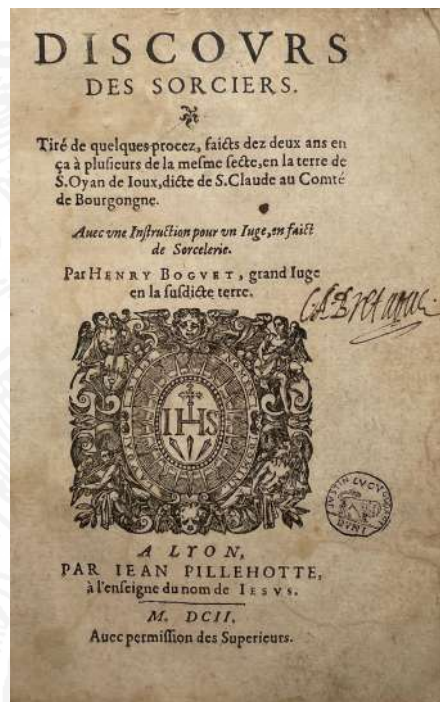 DISCOVRS
DES SORCIERS.
Tiré de quelques procez, faicts dez deux ans en
ça à plusieurs de la mesme secte, en la terre de
S. Oyan de Ioux, dicte de S. Claude au Comté
de Bourgongne.
Auec vne Instruction pour vn Iuge, en faict
de Sorcelerie.
Par HENRY BOGVET, grand Iuge
en la susdicte terre.
IHS
A LYON,
PAR IEAN PILLEHOTTE,
à l'enseigne du nom de IESVS.
M. DCII.
Auec permission des Superieurs.